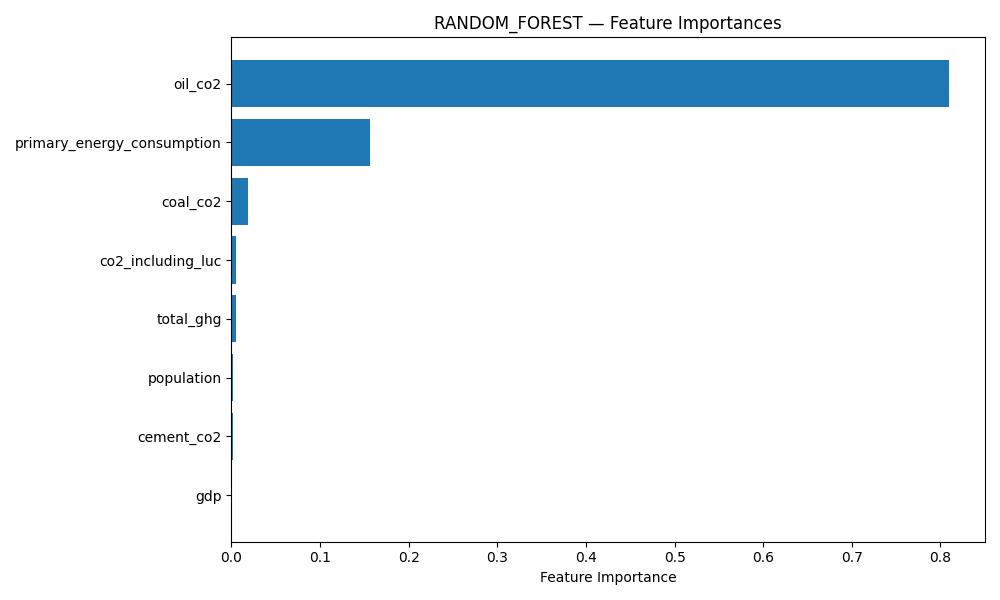 RANDOM_FOREST — Feature Importances
oil_co2
primary_energy_consumption
coal_co2
co2_including_luc
total_ghg
population
cement_co2
gdp
0.0 0.1 0.2 0.3 0.4 0.5 0.6 0.7 0.8
Feature Importance